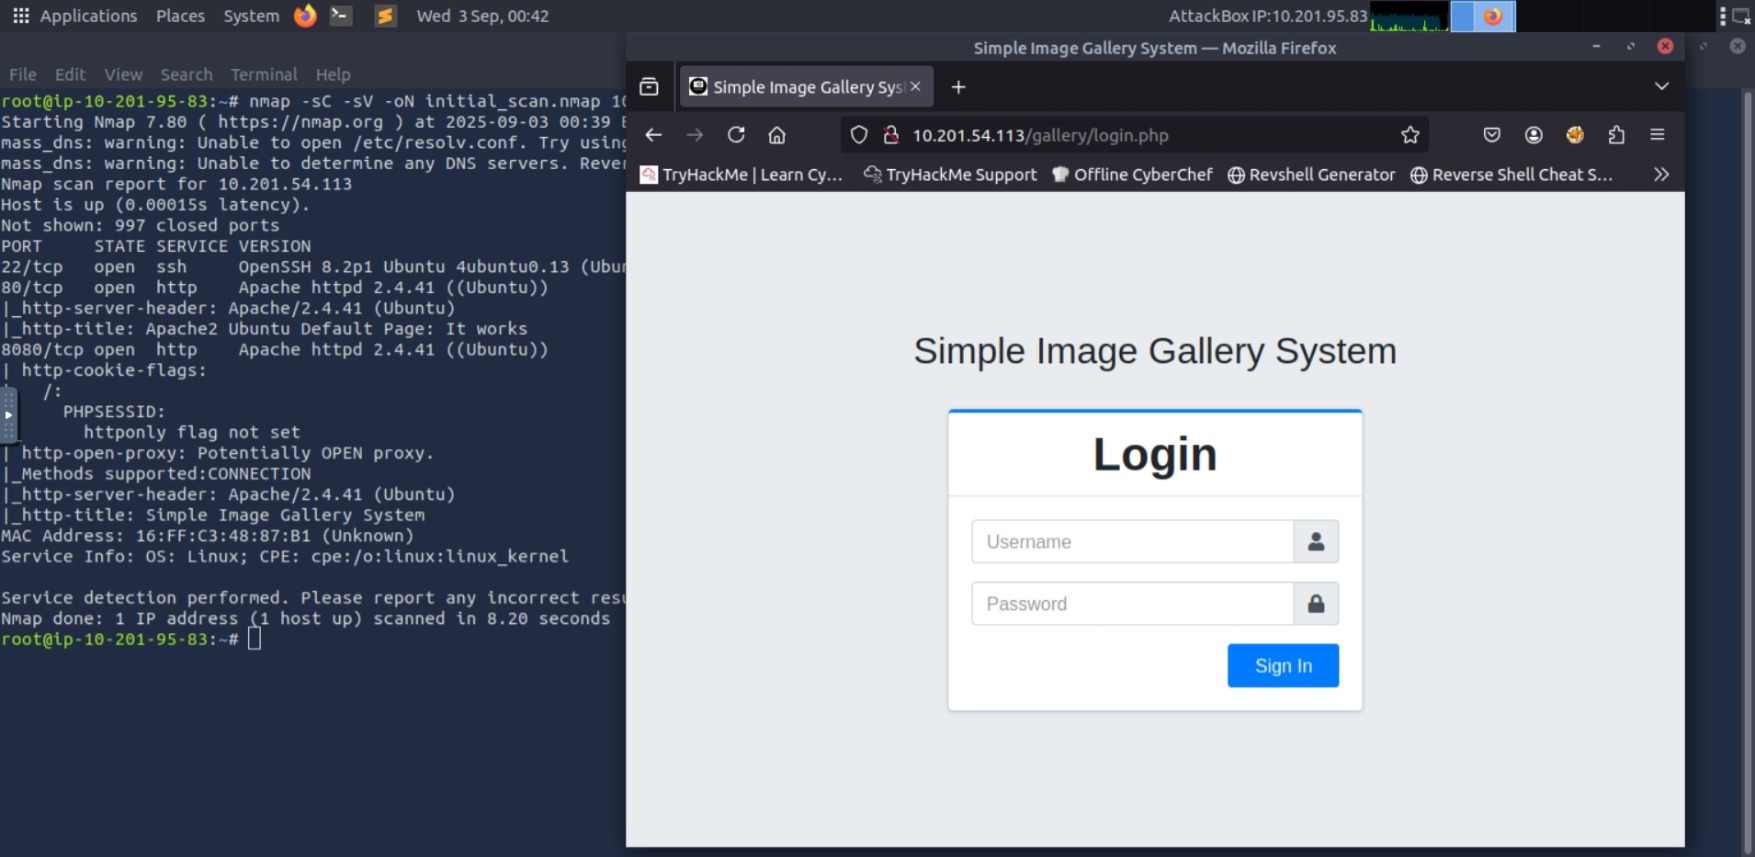 Applications Places System Wed 3 Sep, 00:42 AttackBox IP:10.201.95.83
File Edit View Search Terminal Help
root@ip-10-201-95-83:~# nmap -sC -sV -oN initial_scan.nmap 10
Starting Nmap 7.80 ( https://nmap.org ) at 2025-09-03 00:39
mass_dns: warning: Unable to open /etc/resolv.conf. Try using
mass_dns: warning: Unable to determine any DNS servers. Rever
Nmap scan report for 10.201.54.113
Host is up (0.00015s latency).
Not shown: 997 closed ports
PORT STATE SERVICE VERSION
22/tcp open ssh OpenSSH 8.2p1 Ubuntu 4ubuntu0.13 (Ubun
80/tcp open http Apache httpd 2.4.41 ((Ubuntu))
|_http-server-header: Apache/2.4.41 (Ubuntu)
|_http-title: Apache2 Ubuntu Default Page: It works
8080/tcp open http Apache httpd 2.4.41 ((Ubuntu))
| http-cookie-flags:
/:
PHPSESSID:
httponly flag not set
| http-open-proxy: Potentially OPEN proxy.
|_Methods supported:CONNECTION
|_http-server-header: Apache/2.4.41 (Ubuntu)
|_http-title: Simple Image Gallery System
MAC Address: 16:FF:C3:48:87:B1 (Unknown)
Service Info: OS: Linux; CPE: cpe:/o:linux:linux_kernel
Service detection performed. Please report any incorrect resu
Nmap done: 1 IP address (1 host up) scanned in 8.20 seconds
root@ip-10-201-95-83:~#
Simple Image Gallery System — Mozilla Firefox
Simple Image Gallery Sys
10.201.54.113/gallery/login.php
TryHackMe | Learn Cy... TryHackMe Support Offline CyberChef Revshell Generator Reverse Shell Cheat S...
Simple Image Gallery System
Login
Username
Password
Sign In